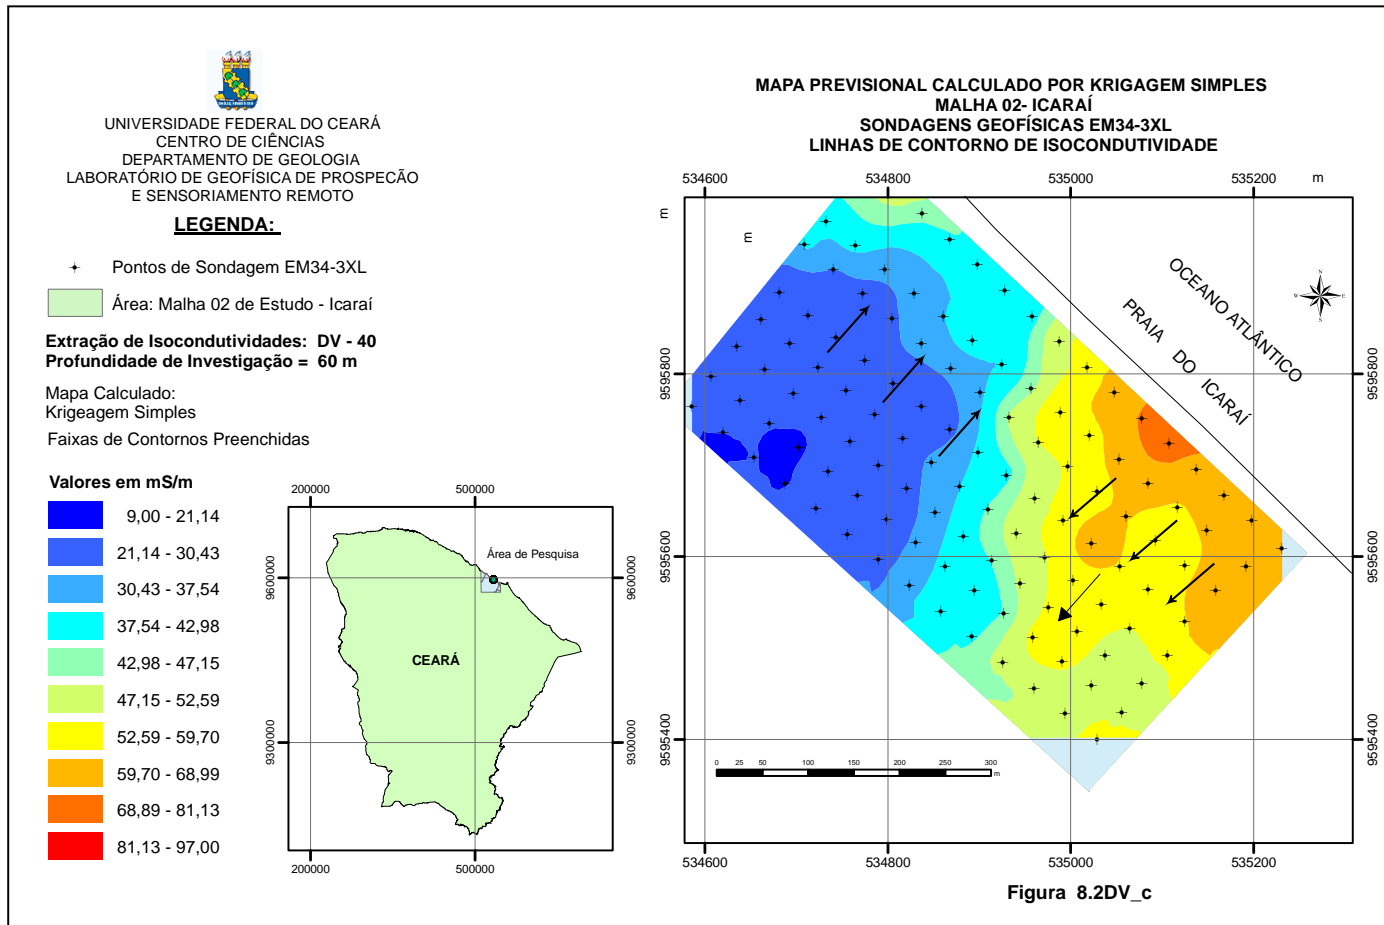 UNIVERSIDADE FEDERAL DO CEARÁ
CENTRO DE CIÊNCIAS
DEPARTAMENTO DE GEOLOGIA
LABORATÓRIO DE GEOFÍSICA DE PROSPECÃO
E SENSORIAMENTO REMOTO
LEGENDA:
Pontos de Sondagem EM34-3XL
Área: Malha 02 de Estudo - Icaraí
Extração de Isocondutividades: DV - 40
Profundidade de Investigação = 60 m
Mapa Calculado:
Krigeagem Simples
Faixas de Contornos Preenchidas
Valores em mS/m
9,00 - 21,14
21,14 - 30,43
30,43 - 37,54
37,54 - 42,98
42,98 - 47,15
47,15 - 52,59
52,59 - 59,70
59,70 - 68,99
68,89 - 81,13
81,13 - 97,00
200000 500000
9600000 9600000
9300000 9300000
Área de Pesquisa
CEARÁ
200000 500000
MAPA PREVISIONAL CALCULADO POR KRIGAGEM SIMPLES
MALHA 02- ICARAÍ
SONDAGENS GEOFÍSICAS EM34-3XL
LINHAS DE CONTORNO DE ISOCONDUTIVIDADE
534600 534800 535000 535200 m
m
m
OCEANO ATLÂNTICO
PRAIA DO ICARAÍ
N
W E
S
9595800 9595800
9595600 9595600
9595400 9595400
0 25 50 100 150 200 250 300
m
534600 534800 535000 535200
Figura 8.2DV_c